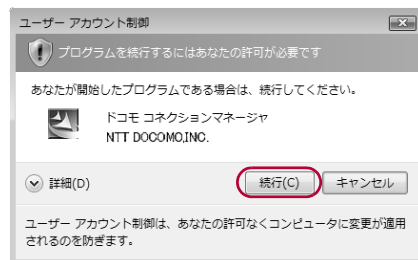 ユーザー アカウント制御
プログラムを続行するにはあなたの許可が必要です
あなたが開始したプログラムである場合は、続行してください。
ドコモ コネクションマネージャ
NTT DOCOMO,INC.
詳細(D)
続行(C)
キャンセル
ユーザー アカウント制御は、あなたの許可なくコンピュータに変更が適用
されるのを防ぎます。